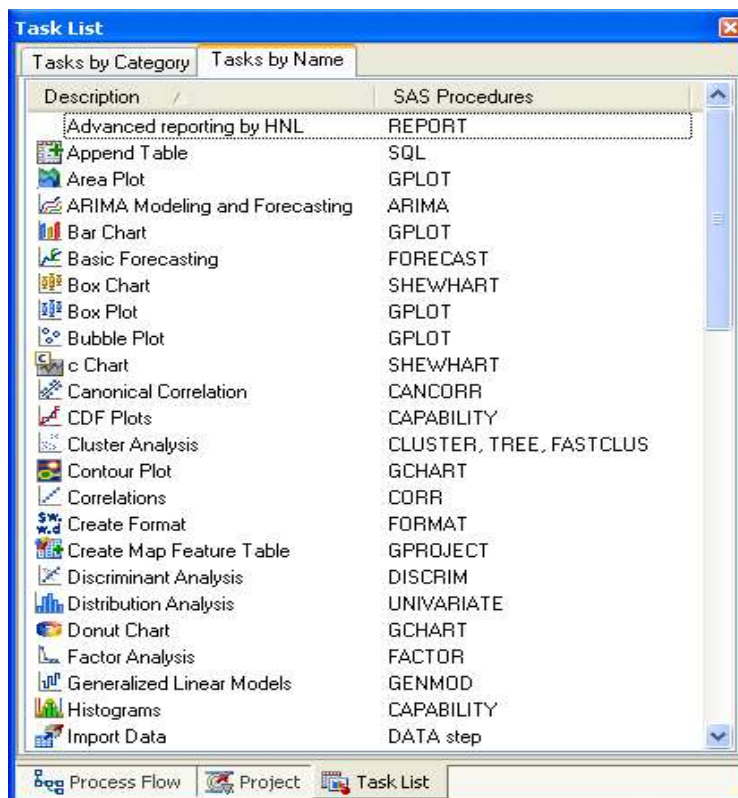 Task List
Tasks by Category Tasks by Name
Description SAS Procedures
Advanced reporting by HNL REPORT
Append Table SQL
Area Plot GPLOT
ARIMA Modeling and Forecasting ARIMA
Bar Chart GPLOT
Basic Forecasting FORECAST
Box Chart SHEWHART
Box Plot GPLOT
Bubble Plot GPLOT
c Chart SHEWHART
Canonical Correlation CANCORR
CDF Plots CAPABILITY
Cluster Analysis CLUSTER, TREE, FASTCLUS
Contour Plot GCHART
Correlations CORR
Create Format FORMAT
Create Map Feature Table GPROJECT
Discriminant Analysis DISCRIM
Distribution Analysis UNIVARIATE
Donut Chart GCHART
Factor Analysis FACTOR
Generalized Linear Models GENMOD
Histograms CAPABILITY
Import Data DATA step
Process Flow Project Task List